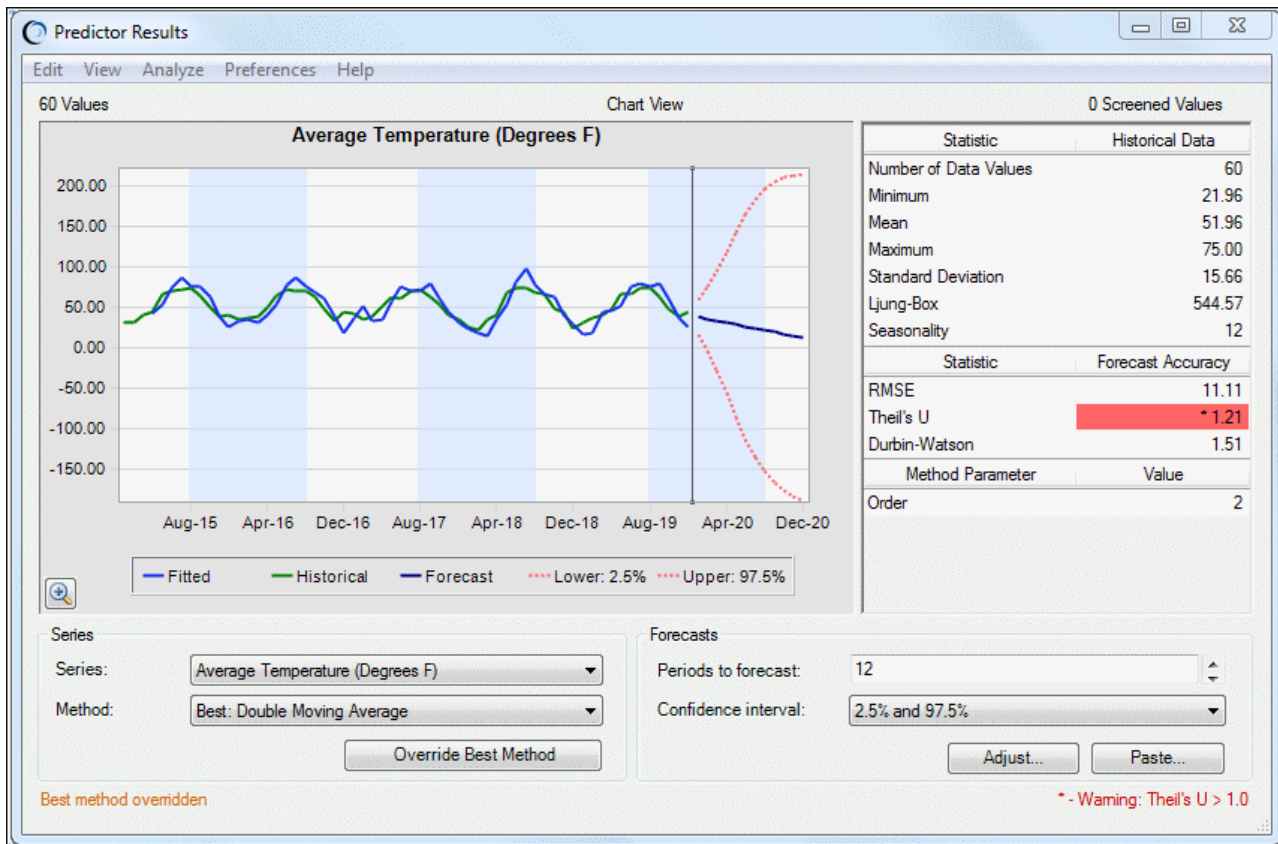 Predictor Results
Edit View Analyze Preferences Help
60 Values Chart View 0 Screened Values
Average Temperature (Degrees F)
200.00
150.00
100.00
50.00
0.00
-50.00
-100.00
-150.00
Aug-15 Apr-16 Dec-16 Aug-17 Apr-18 Dec-18 Aug-19 Apr-20 Dec-20
Fitted Historical Forecast Lower: 2.5% Upper: 97.5%
Statistic Historical Data
Number of Data Values 60
Minimum 21.96
Mean 51.96
Maximum 75.00
Standard Deviation 15.66
Ljung-Box 544.57
Seasonality 12
Statistic Forecast Accuracy
RMSE 11.11
Theil's U * 1.21
Durbin-Watson 1.51
Method Parameter Value
Order 2
Series
Series: Average Temperature (Degrees F)
Method: Best: Double Moving Average
Override Best Method
Forecasts
Periods to forecast: 12
Confidence interval: 2.5% and 97.5%
Adjust... Paste...
Best method overridden
* - Warning: Theil's U > 1.0